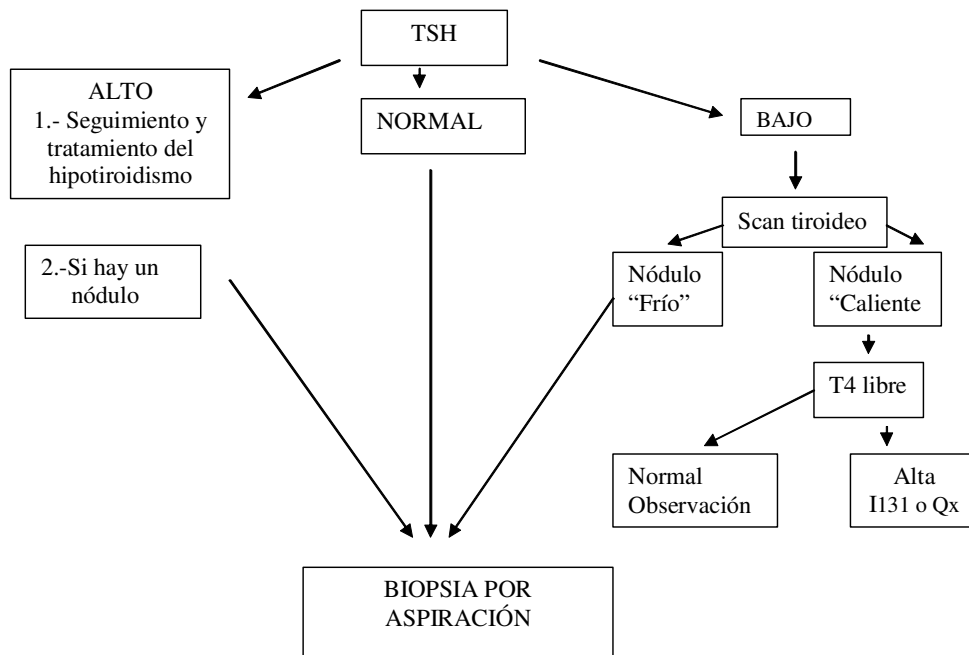 TSH
ALTO
1.- Seguimiento y
tratamiento del
hipotiroidismo
NORMAL
BAJO
Scan tiroideo
2.-Si hay un
nódulo
Nódulo
“Frío”
Nódulo
“Caliente
T4 libre
Normal
Observación
Alta
I131 o Qx
BIOPSIA POR
ASPIRACIÓN